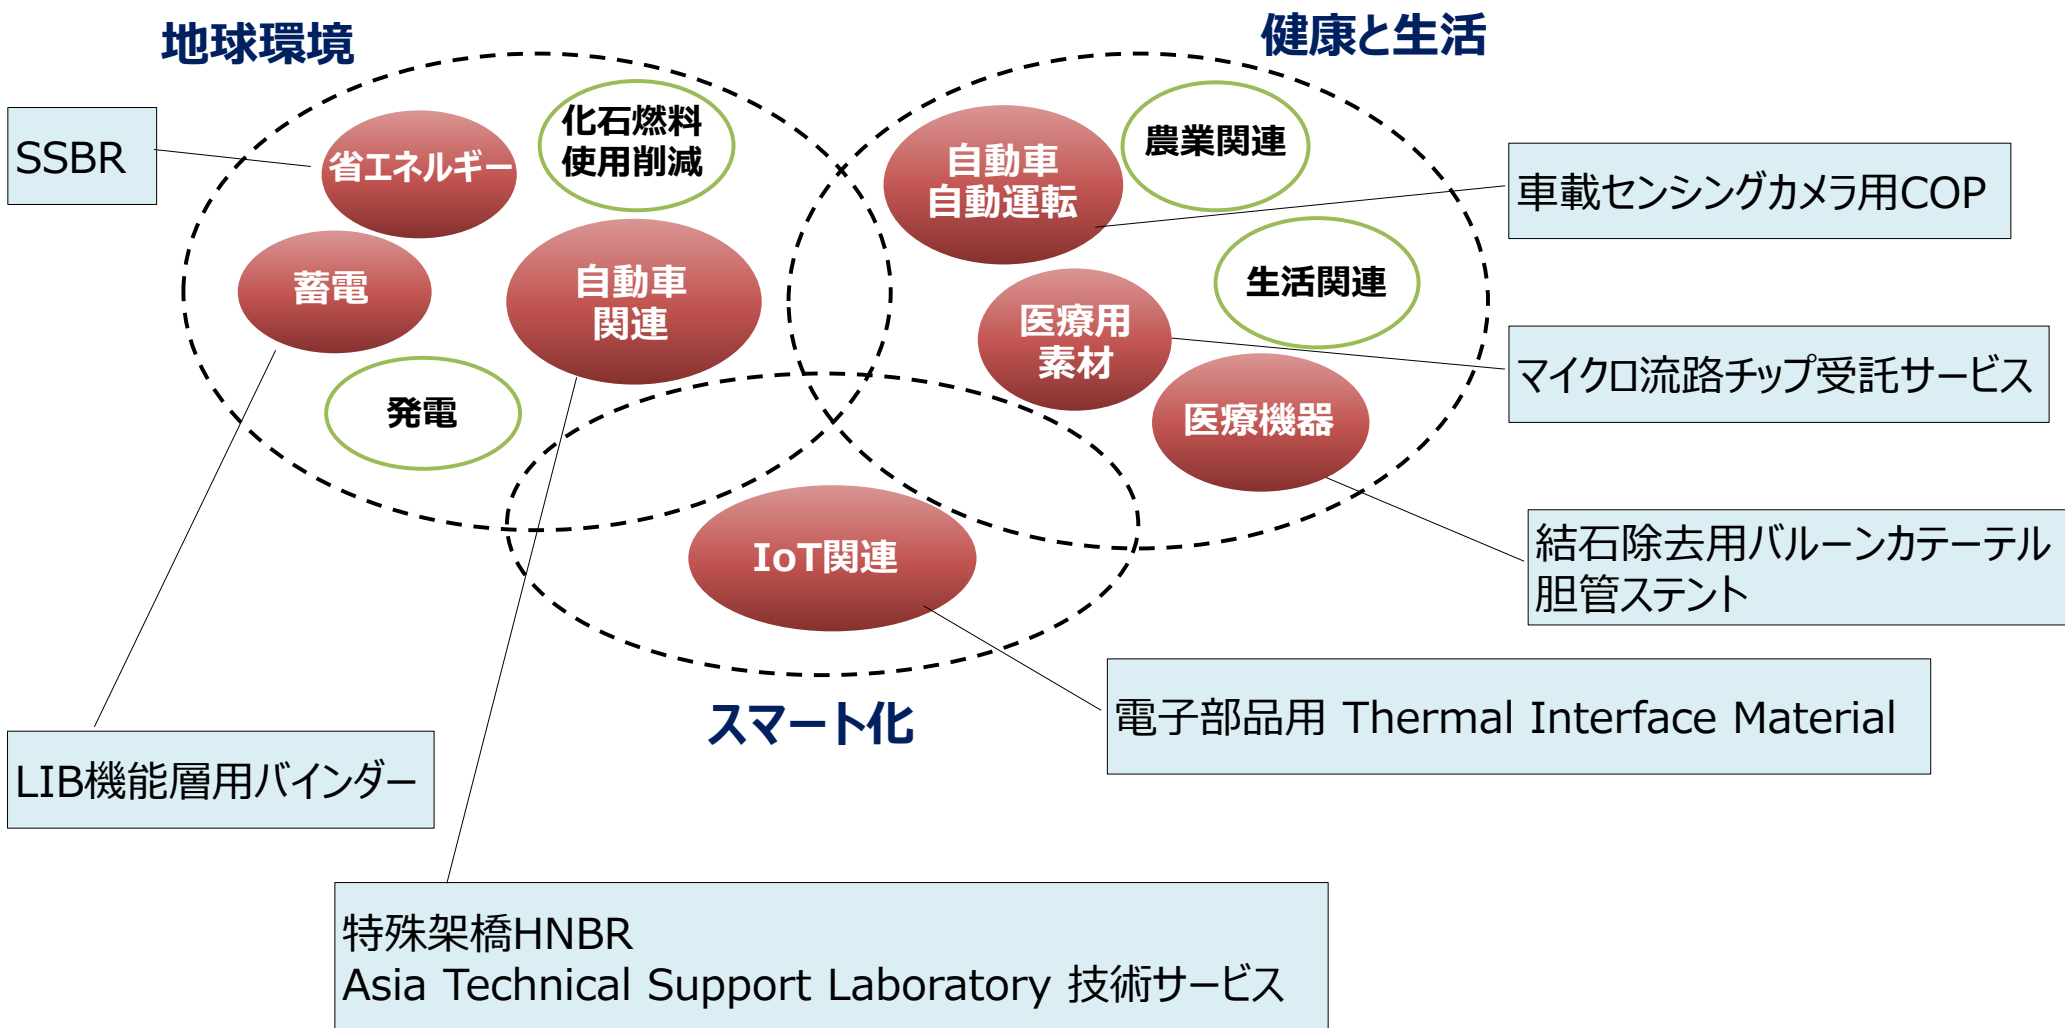 地球環境
健康と生活
SSBR
省エネルギー
化石燃料
使用削減
蓄電
自動車
関連
発電
自動車
自動運転
農業関連
生活関連
医療用
素材
医療機器
車載センシングカメラ用COP
マイクロ流路チップ受託サービス
結石除去用バルーンカテーテル
胆管ステント
IoT関連
スマート化
電子部品用 Thermal Interface Material
LIB機能層用バインダー
特殊架橋HNBR
Asia Technical Support Laboratory 技術サービス